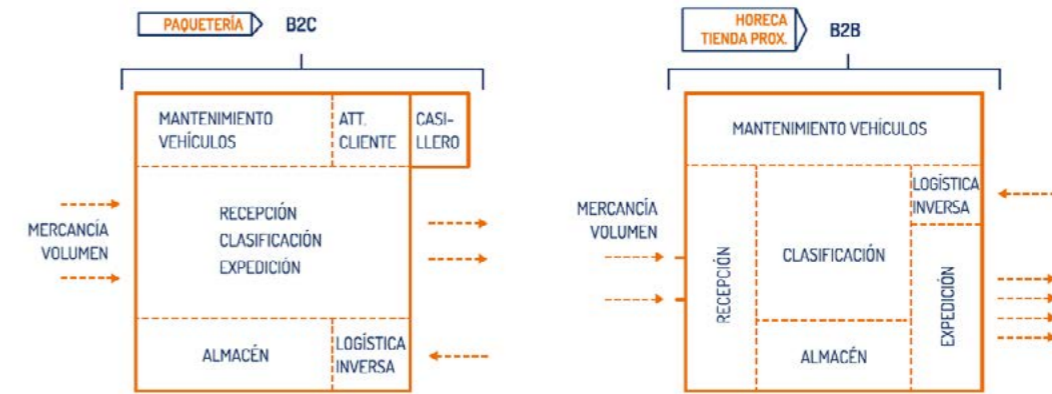 PAQUETERÍA
B2C
MANTENIMIENTO
VEHÍCULOS
ATT.
CLIENTE
CASI-
LLERO
MERCANCÍA
VOLUMEN
RECEPCIÓN
CLASIFICACIÓN
EXPEDICIÓN
ALMACÉN
LOGÍSTICA
INVERSA
HORECA
TIENDA PROX.
B2B
MANTENIMIENTO VEHÍCULOS
MERCANCÍA
VOLUMEN
RECEPCIÓN
CLASIFICACIÓN
LOGÍSTICA
INVERSA
EXPEDICIÓN
ALMACÉN